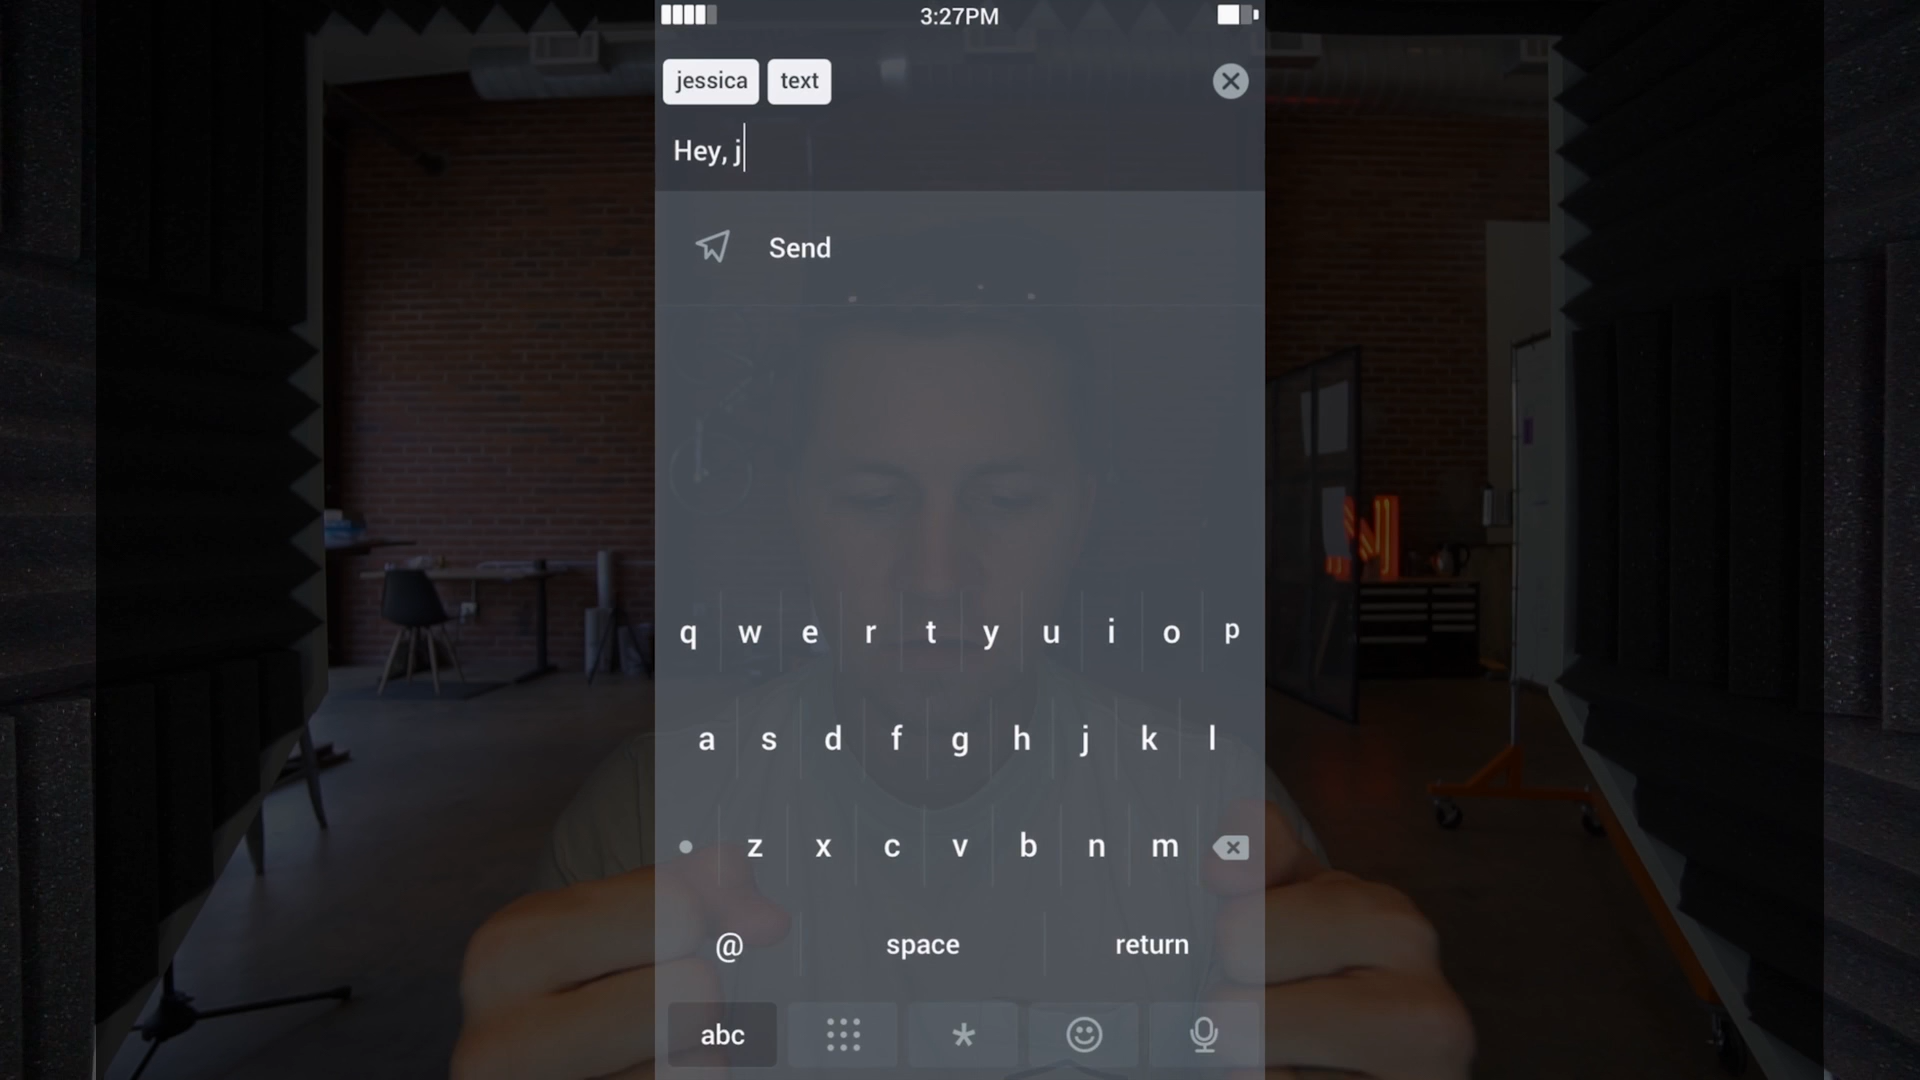 3:27PM
jessica text
Hey, j
Send
q w e r t y u i o p
a s d f g h j k l
z x c v b n m
@ space return
abc *